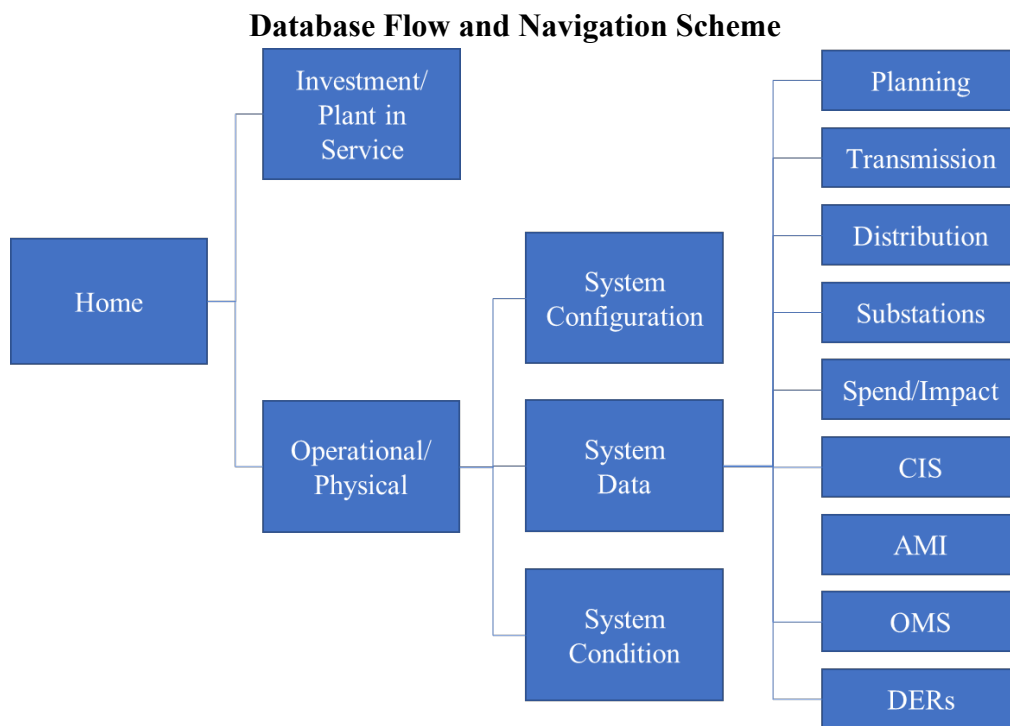 Database Flow and Navigation Scheme
Home
Investment/
Plant in
Service
Operational/
Physical
System
Configuration
System
Data
System
Condition
Planning
Transmission
Distribution
Substations
Spend/Impact
CIS
AMI
OMS
DERs